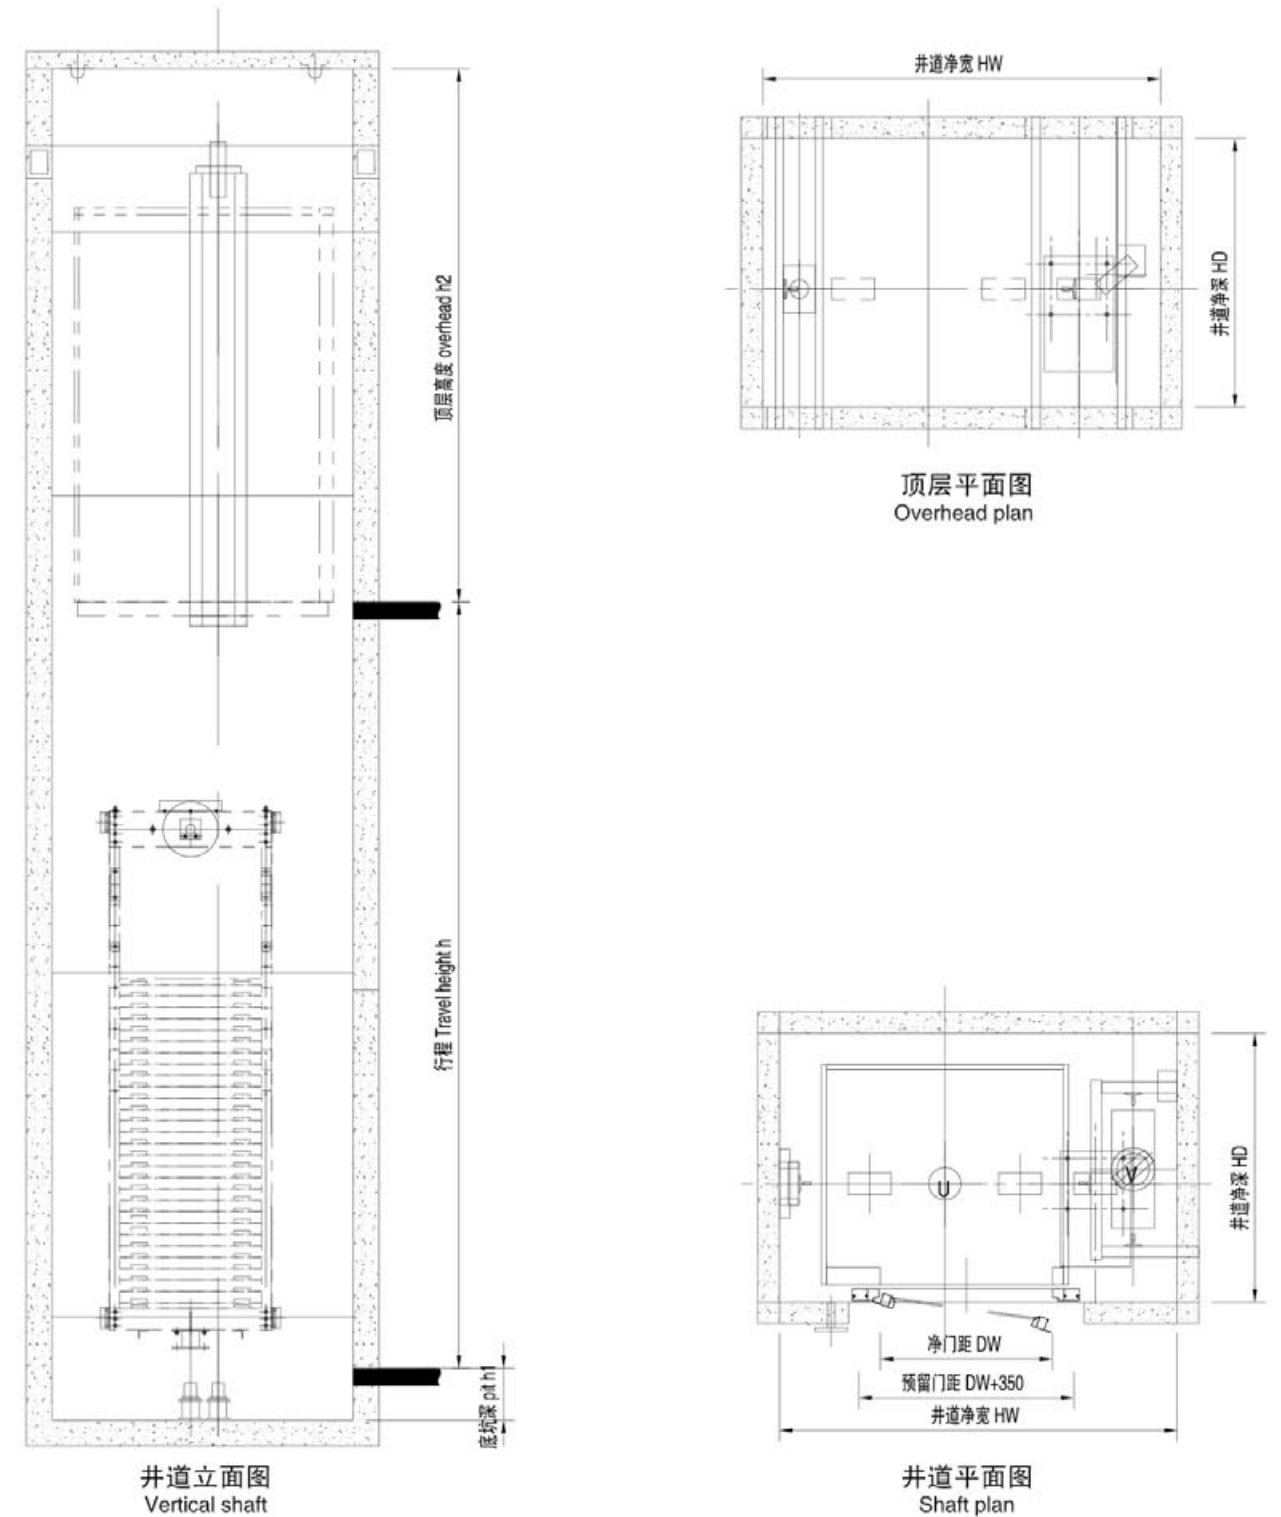 顶层高度 overhead h2
行程 Travel height h
底坑深 pit h1
井道立面图
Vertical shaft
井道净宽 HW
井道净深 HD
顶层平面图
Overhead plan
U
V
井道净深 HD
净门距 DW
预留门距 DW+350
井道净宽 HW
井道平面图
Shaft plan